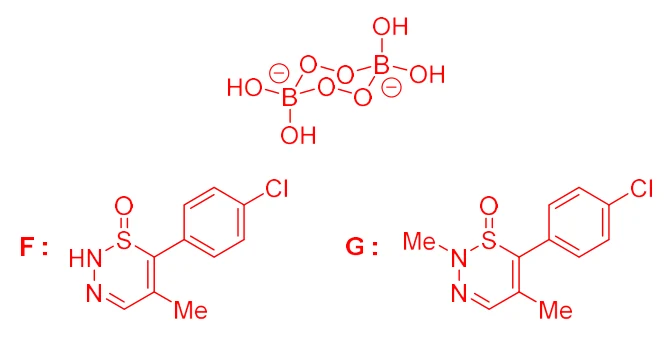 OH
O O B OH
HO B O O
OH
O Cl
F : HN S
N Me
O Cl
G : Me N S
N Me